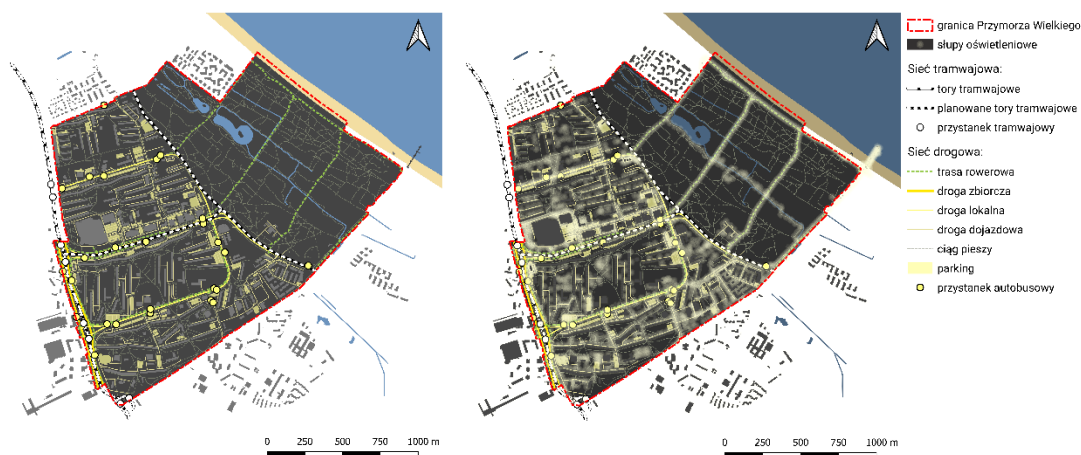 granica Przymorza Wielkiego
słupy oświetleniowe
Sieć tramwajowa:
tory tramwajowe
planowane tory tramwajowe
przystanek tramwajowy
Sieć drogowa:
trasa rowerowa
droga zbiorcza
droga lokalna
droga dojazdowa
ciąg pieszy
parking
przystanek autobusowy
0 250 500 750 1000 m
0 250 500 750 1000 m